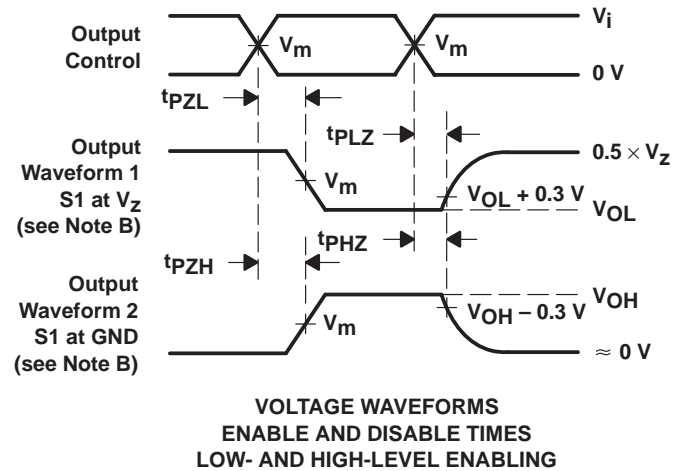 Output
Control
Vm
Vm
Vi
0 V
tPZL
tPLZ
Output
Waveform 1
S1 at VZ
(see Note B)
Vm
0.5 × VZ
VOL + 0.3 V
VOL
tPZH
tPHZ
Output
Waveform 2
S1 at GND
(see Note B)
Vm
VOH
VOH − 0.3 V
≈ 0 V
VOLTAGE WAVEFORMS
ENABLE AND DISABLE TIMES
LOW- AND HIGH-LEVEL ENABLING